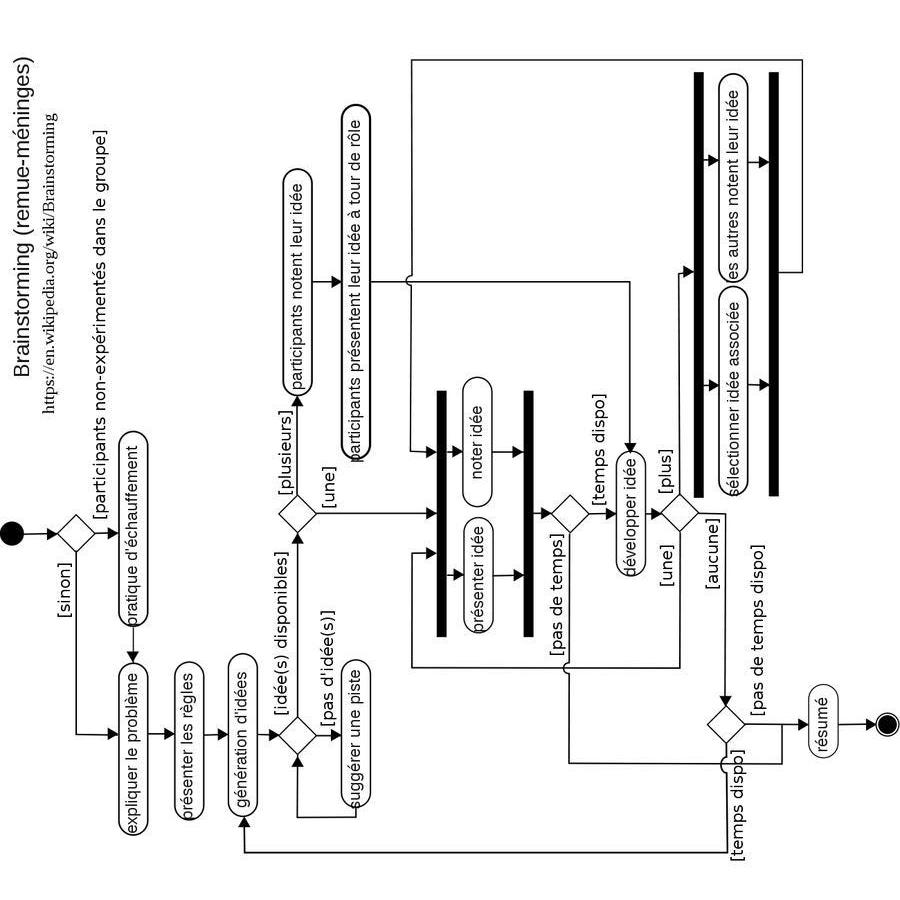 Brainstorming (remue-méninges)
https://en.wikipedia.org/wiki/Brainstorming
[participants non-expérimentés dans le groupe]
[sinon]
pratique d'échauffement
expliquer le problème
présenter les règles
génération d'idées
[idée(s) disponibles]
[pas d'idée(s)]
suggérer une piste
[plusieurs]
[une]
participants notent leur idée
participants présentent leur idée à tour de rôle
noter idée
présenter idée
[temps dispo]
[pas de temps]
développer idée
[plus]
[une]
[aucune]
les autres notent leur idée
sélectionner idée associée
[pas de temps dispo]
[temps dispo]
résumé